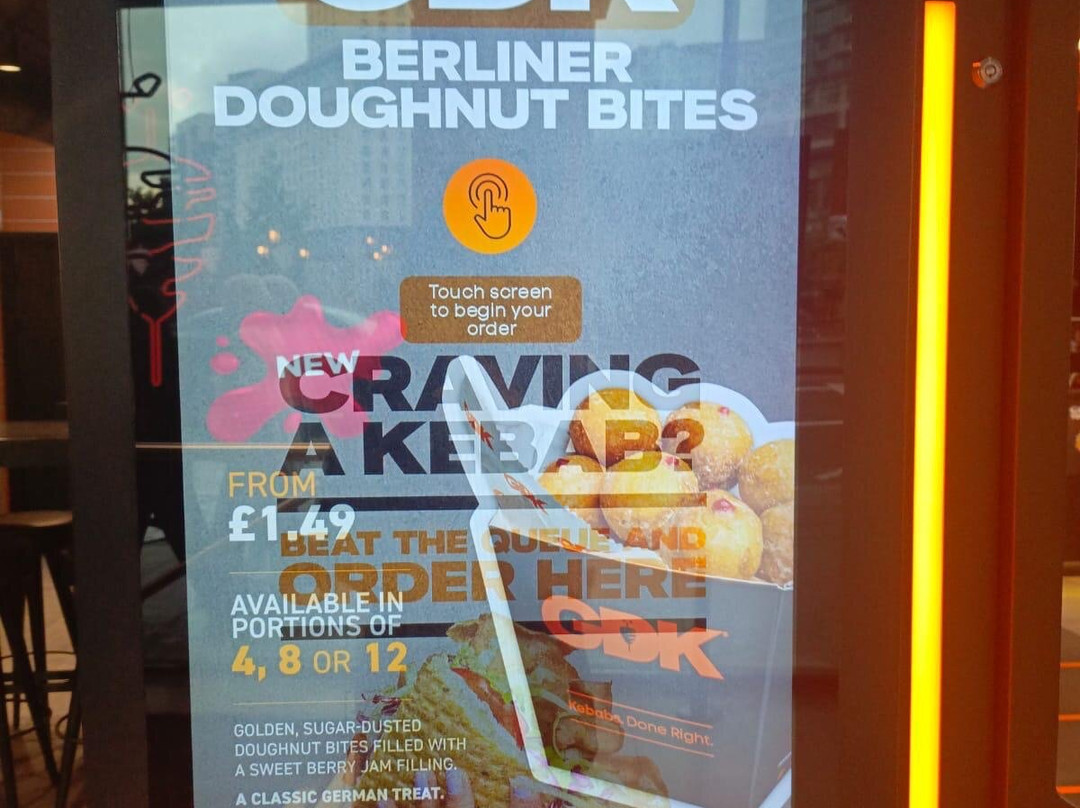 GDK
BERLINER
DOUGHNUT BITES
Touch screen
to begin your
order
NEW
CRAVING
A KEBAB?
FROM
£1.49
BEAT THE QUEUE AND
ORDER HERE
AVAILABLE IN
PORTIONS OF
4, 8 OR 12
GDK
Kebabs. Done Right.
GOLDEN, SUGAR-DUSTED
DOUGHNUT BITES FILLED WITH
A SWEET BERRY JAM FILLING.
A CLASSIC GERMAN TREAT.